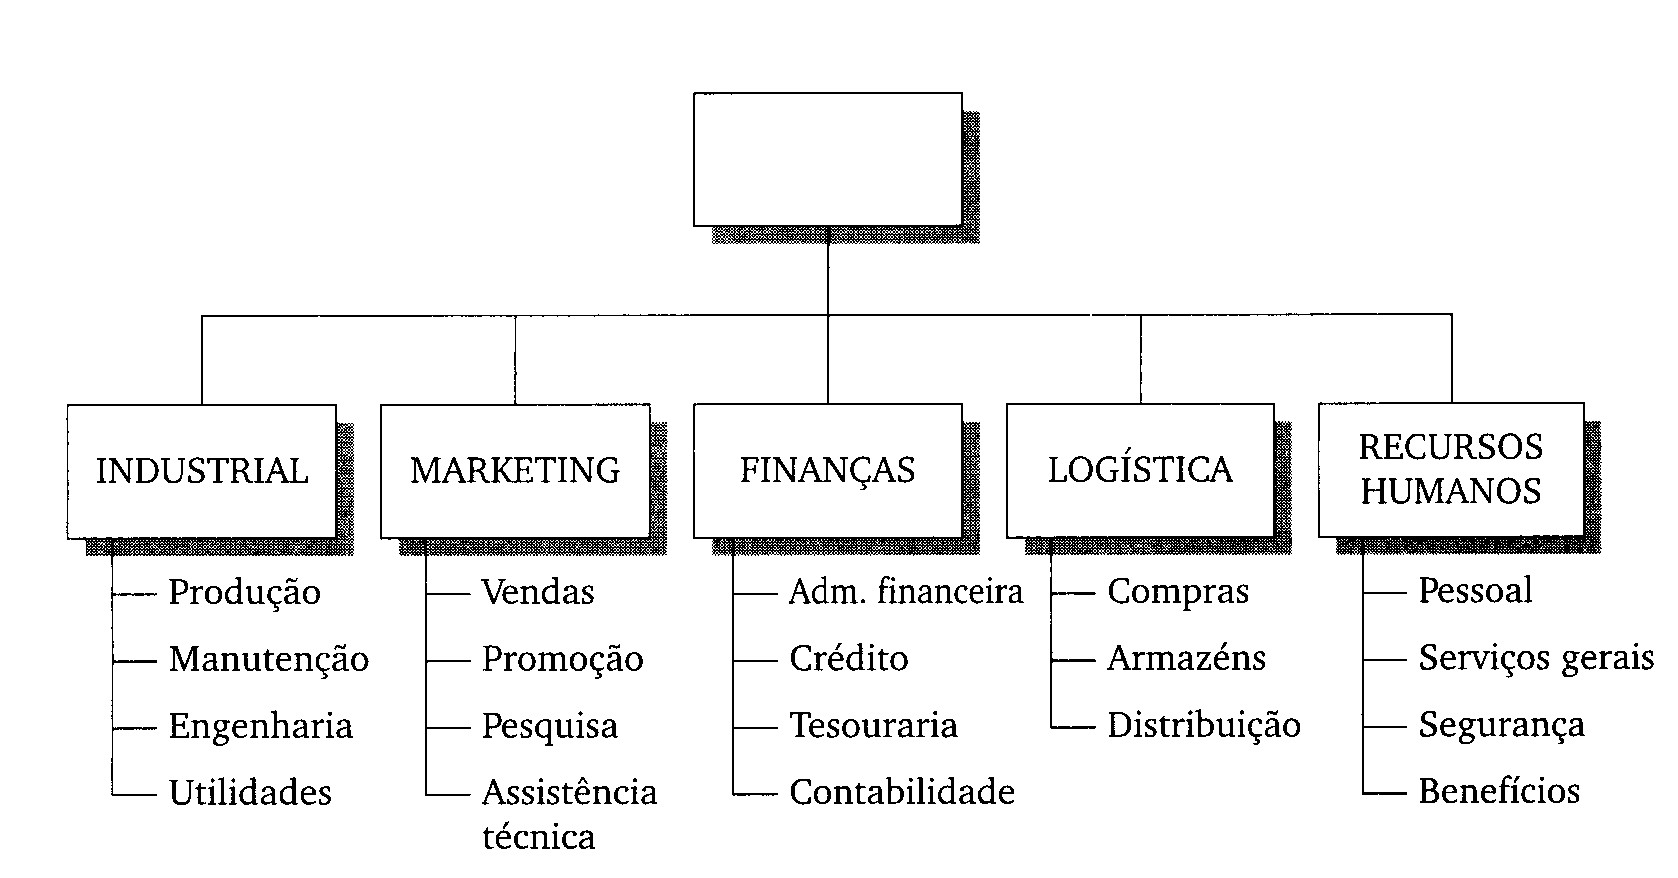 INDUSTRIAL
Produção
Manutenção
Engenharia
Utilidades
MARKETING
Vendas
Promoção
Pesquisa
Assistência
técnica
FINANÇAS
Adm. financeira
Crédito
Tesouraria
Contabilidade
LOGÍSTICA
Compras
Armazéns
Distribuição
RECURSOS
HUMANOS
Pessoal
Serviços gerais
Segurança
Benefícios